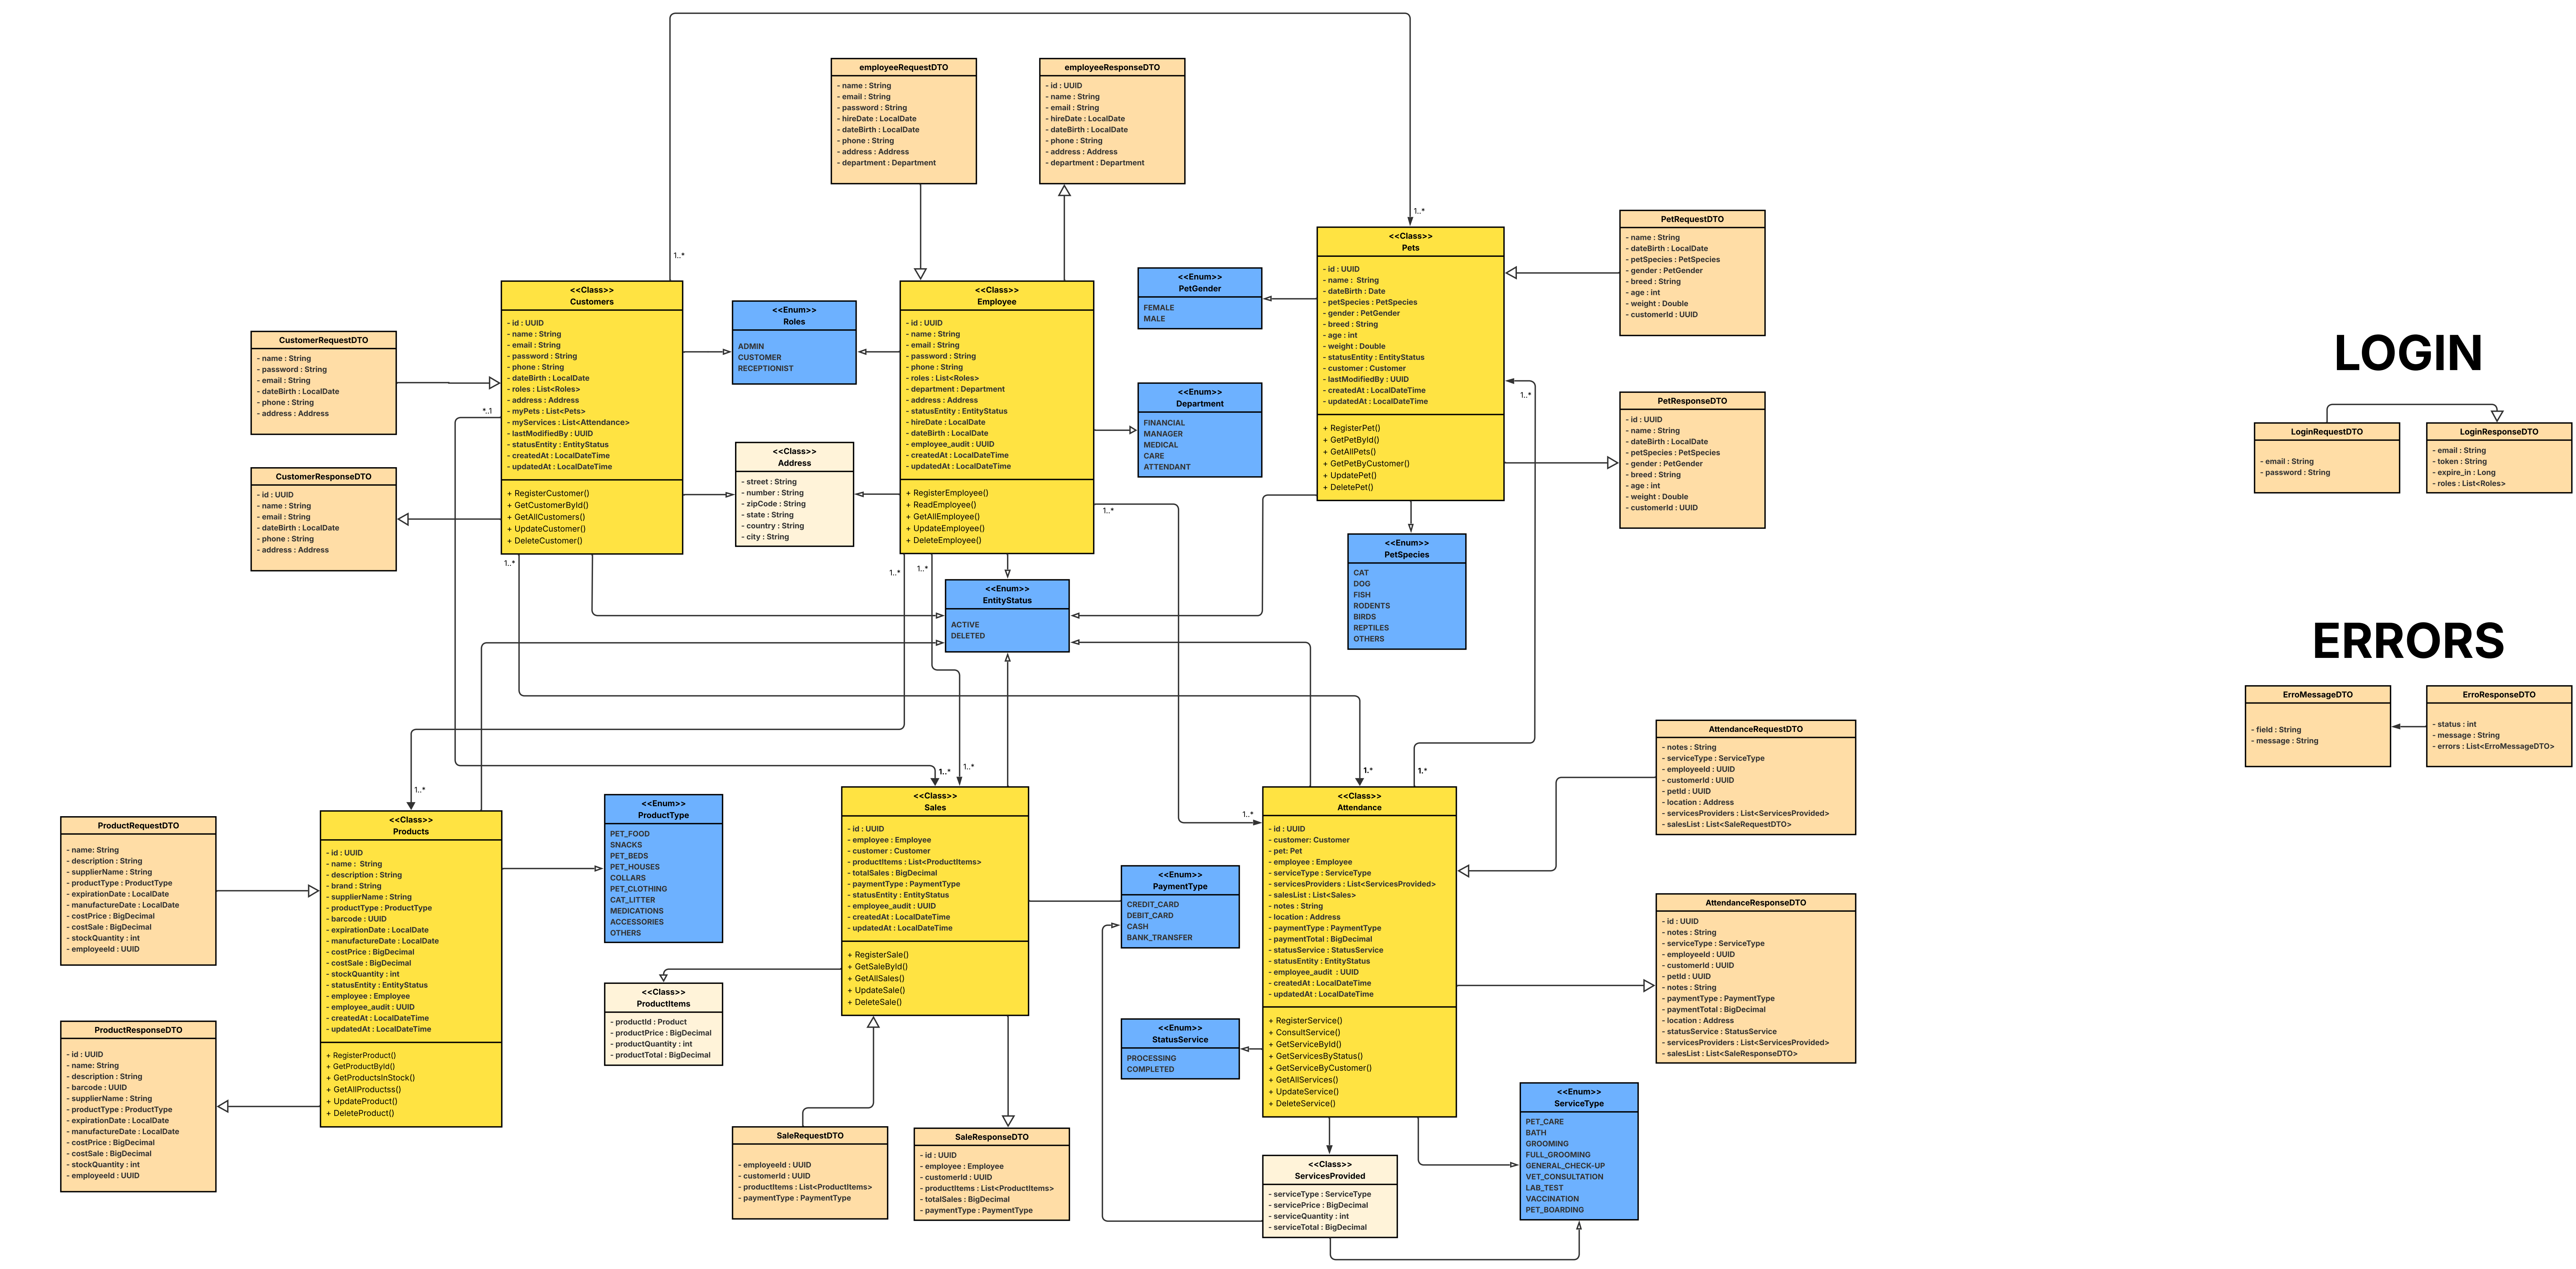 employeeRequestDTO
- name : String
- email : String
- password : String
- hireDate : LocalDate
- dateBirth : LocalDate
- phone : String
- address : Address
- department : Department
employeeResponseDTO
- id : UUID
- name : String
- email : String
- hireDate : LocalDate
- dateBirth : LocalDate
- phone : String
- address : Address
- department : Department
1..*
1..*
<<Class>>
Pets
- id : UUID
- name :  String
- dateBirth : Date
- petSpecies : PetSpecies
- gender : PetGender
- breed : String
- age : int
- weight : Double
- statusEntity : EntityStatus
- customer : Customer
- lastModifiedBy : UUID
- createdAt : LocalDateTime
- updatedAt : LocalDateTime
+ RegisterPet()
+ GetPetById()
+ GetAllPets()
+ GetPetByCustomer()
+ UpdatePet()
+ DeletePet()
PetRequestDTO
- name : String
- dateBirth : LocalDate
- petSpecies : PetSpecies
- gender : PetGender
- breed : String
- age : int
- weight : Double
- customerId : UUID
<<Enum>>
PetGender
FEMALE
MALE
<<Class>>
Customers
- id : UUID
- name : String
- email : String
- password : String
- phone : String
- dateBirth : LocalDate
- roles : List<Roles>
- address : Address
- myPets : List<Pets>
- myServices : List<Attendance>
- lastModifiedBy : UUID
- statusEntity : EntityStatus
- createdAt : LocalDateTime
- updatedAt : LocalDateTime
+ RegisterCustomer()
+ GetCustomerById()
+ GetAllCustomers()
+ UpdateCustomer()
+ DeleteCustomer()
<<Enum>>
Roles
ADMIN
CUSTOMER
RECEPTIONIST
<<Class>>
Employee
- id : UUID
- name : String
- email : String
- password : String
- phone : String
- roles : List<Roles>
- department : Department
- address : Address
- statusEntity : EntityStatus
- hireDate : LocalDate
- dateBirth : LocalDate
- employee_audit : UUID
- createdAt : LocalDateTime
- updatedAt : LocalDateTime
+ RegisterEmployee()
+ ReadEmployee()
+ GetAllEmployee()
+ UpdateEmployee()
+ DeleteEmployee()
CustomerRequestDTO
- name : String
- password : String
- email : String
- dateBirth : LocalDate
- phone : String
- address : Address
*..1
CustomerResponseDTO
- id : UUID
- name : String
- email : String
- dateBirth : LocalDate
- phone : String
- address : Address
<<Class>>
Address
- street : String
- number : String
- zipCode : String
- state : String
- country : String
- city : String
<<Enum>>
Department
FINANCIAL
MANAGER
MEDICAL
CARE
ATTENDANT
1..*
PetResponseDTO
- id : UUID
- name : String
- dateBirth : LocalDate
- petSpecies : PetSpecies
- gender : PetGender
- breed : String
- age : int
- weight : Double
- customerId : UUID
LOGIN
LoginRequestDTO
- email : String
- password : String
LoginResponseDTO
- email : String
- token : String
- expire_in : Long
- roles : List<Roles>
1..*
1..*
1..*
1..*
<<Enum>>
EntityStatus
ACTIVE
DELETED
<<Enum>>
PetSpecies
CAT
DOG
FISH
RODENTS
BIRDS
REPTILES
OTHERS
ERRORS
ErroMessageDTO
- field : String
- message : String
ErroResponseDTO
- status : int
- message : String
- errors : List<ErroMessageDTO>
1..*
1..*
1..*
1.*
1.*
1..*
ProductRequestDTO
- name: String
- description : String
- supplierName : String
- productType : ProductType
- expirationDate : LocalDate
- manufactureDate : LocalDate
- costPrice : BigDecimal
- costSale : BigDecimal
- stockQuantity : int
- employeeId : UUID
<<Class>>
Products
- id : UUID
- name :  String
- description : String
- brand : String
- supplierName : String
- productType : ProductType
- barcode : UUID
- expirationDate : LocalDate
- manufactureDate : LocalDate
- costPrice : BigDecimal
- costSale : BigDecimal
- stockQuantity : int
- statusEntity : EntityStatus
- employee : Employee
- employee_audit : UUID
- createdAt : LocalDateTime
- updatedAt : LocalDateTime
+ RegisterProduct()
+ GetProductById()
+ GetProductsInStock()
+ GetAllProductss()
+ UpdateProduct()
+ DeleteProduct()
<<Enum>>
ProductType
PET_FOOD
SNACKS
PET_BEDS
PET_HOUSES
COLLARS
PET_CLOTHING
CAT_LITTER
MEDICATIONS
ACCESSORIES
OTHERS
<<Class>>
Sales
- id : UUID
- employee : Employee
- customer : Customer
- productItems : List<ProductItems>
- totalSales : BigDecimal
- paymentType : PaymentType
- statusEntity : EntityStatus
- employee_audit : UUID
- createdAt : LocalDateTime
- updatedAt : LocalDateTime
+ RegisterSale()
+ GetSaleById()
+ GetAllSales()
+ UpdateSale()
+ DeleteSale()
<<Enum>>
PaymentType
CREDIT_CARD
DEBIT_CARD
CASH
BANK_TRANSFER
<<Class>>
Attendance
- id : UUID
- customer: Customer
- pet: Pet
- employee : Employee
- serviceType : ServiceType
- servicesProviders : List<ServicesProvided>
- salesList : List<Sales>
- notes : String
- location : Address
- paymentType : PaymentType
- paymentTotal : BigDecimal
- statusService : StatusService
- statusEntity : EntityStatus
- employee_audit  : UUID
- createdAt : LocalDateTime
- updatedAt : LocalDateTime
+ RegisterService()
+ ConsultService()
+ GetServiceById()
+ GetServicesByStatus()
+ GetServiceByCustomer()
+ GetAllServices()
+ UpdateService()
+ DeleteService()
AttendanceRequestDTO
- notes : String
- serviceType : ServiceType
- employeeId : UUID
- customerId : UUID
- petId : UUID
- location : Address
- servicesProviders : List<ServicesProvided>
- salesList : List<SaleRequestDTO>
AttendanceResponseDTO
- id : UUID
- notes : String
- serviceType : ServiceType
- employeeId : UUID
- customerId : UUID
- petId : UUID
- notes : String
- paymentType : PaymentType
- paymentTotal : BigDecimal
- location : Address
- statusService : StatusService
- servicesProviders : List<ServicesProvided>
- salesList : List<SaleResponseDTO>
ProductResponseDTO
- id : UUID
- name: String
- description : String
- barcode : UUID
- supplierName : String
- productType : ProductType
- expirationDate : LocalDate
- manufactureDate : LocalDate
- costPrice : BigDecimal
- costSale : BigDecimal
- stockQuantity : int
- employeeId : UUID
<<Class>>
ProductItems
- productId : Product
- productPrice : BigDecimal
- productQuantity : int
- productTotal : BigDecimal
<<Enum>>
StatusService
PROCESSING
COMPLETED
SaleRequestDTO
- employeeId : UUID
- customerId : UUID
- productItems : List<ProductItems>
- paymentType : PaymentType
SaleResponseDTO
- id : UUID
- employee : Employee
- customerId : UUID
- productItems : List<ProductItems>
- totalSales : BigDecimal
- paymentType : PaymentType
<<Class>>
ServicesProvided
- serviceType : ServiceType
- servicePrice : BigDecimal
- serviceQuantity : int
- serviceTotal : BigDecimal
<<Enum>>
ServiceType
PET_CARE
BATH
GROOMING
FULL_GROOMING
GENERAL_CHECK-UP
VET_CONSULTATION
LAB_TEST
VACCINATION
PET_BOARDING